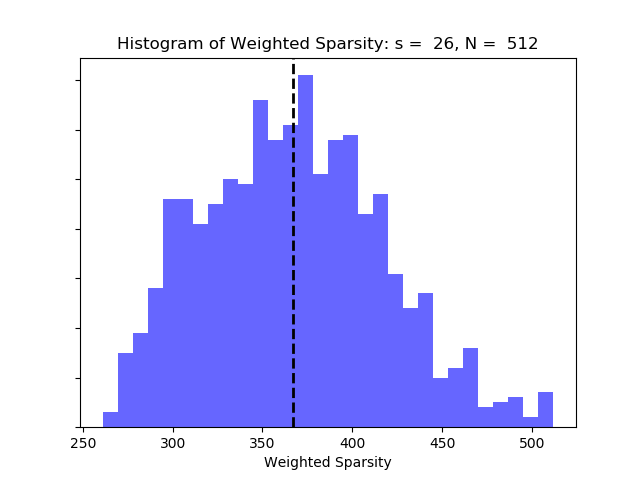 Histogram of Weighted Sparsity: s =  26, N =  512
250 300 350 400 450 500
Weighted Sparsity